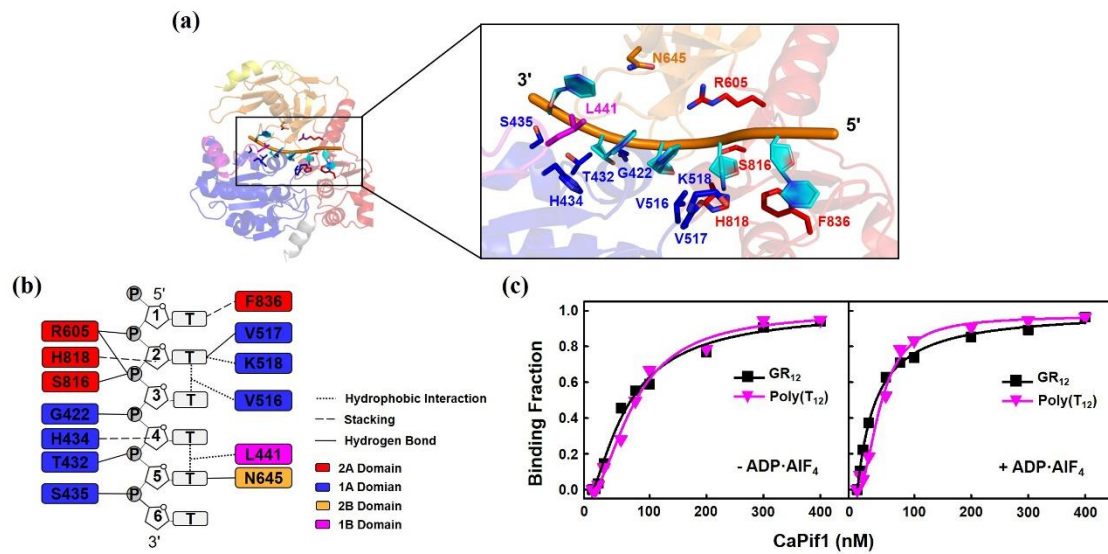 (a)
N645
3'
R605
L441
5'
S435
S816
T432
G422
K518
H434
V516
H818
F836
V517
(b)
P
5'
1
T
F836
R605
P
V517
2
T
H818
K518
S816
P
3
T
V516
G422
P
H434
4
T
L441
T432
P
5
T
N645
S435
P
6
T
3'
Hydrophobic Interaction
Stacking
Hydrogen Bond
2A Domain
1A Domain
2B Domain
1B Domain
(c)
Binding Fraction
1.0
0.8
0.6
0.4
0.2
0.0
GR12
Poly(T12)
- ADP·AlF4
GR12
Poly(T12)
+ ADP·AlF4
100 200 300 400
100 200 300 400
CaPif1 (nM)